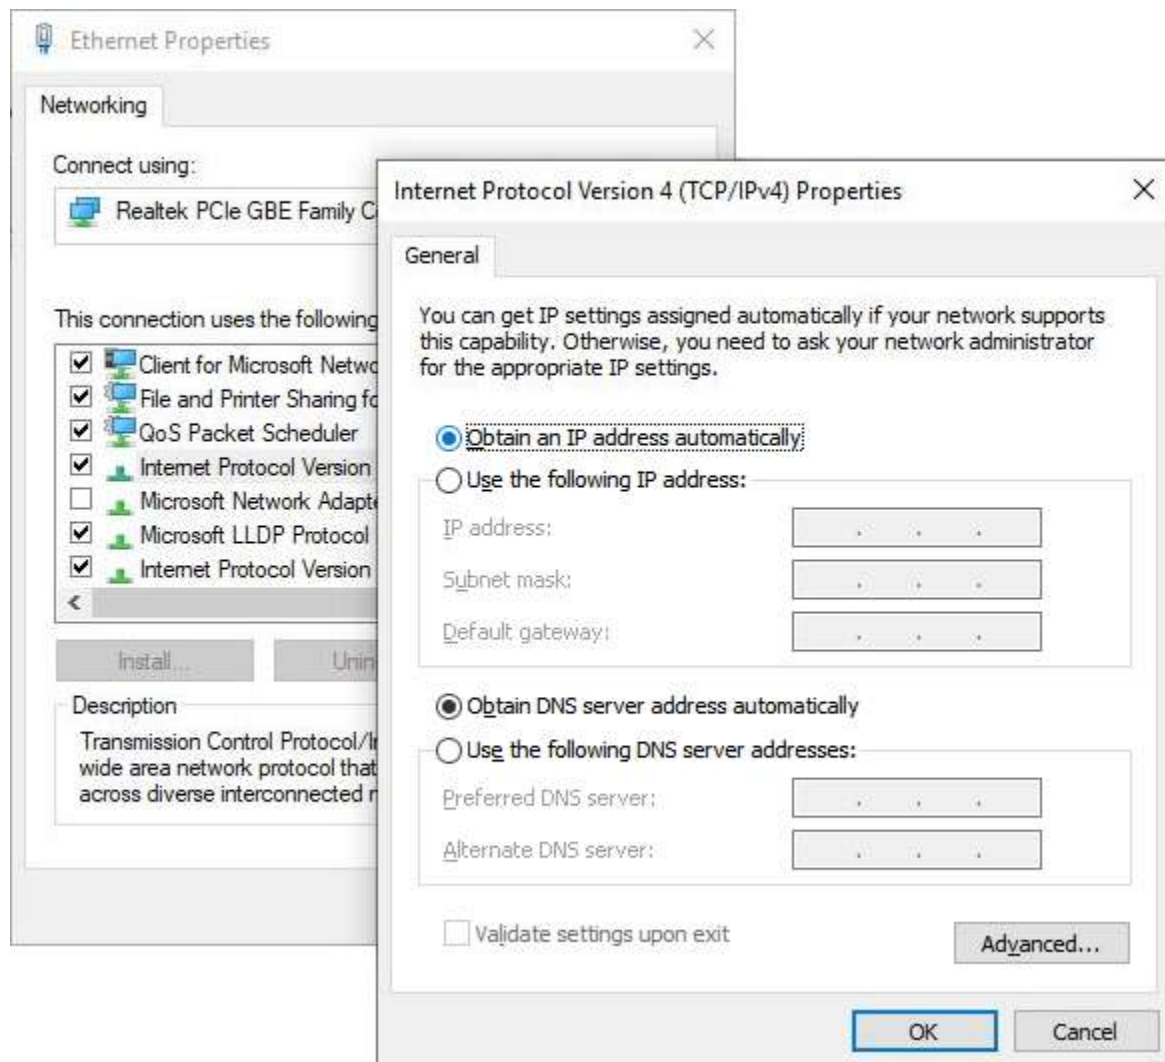 Ethernet Properties
Networking
Connect using:
Realtek PCIe GBE Family C
This connection uses the following
Client for Microsoft Netwo
File and Printer Sharing fo
QoS Packet Scheduler
Internet Protocol Version
Microsoft Network Adapte
Microsoft LLDP Protocol
Internet Protocol Version
Install...
Unin
Description
Transmission Control Protocol/I
wide area network protocol that
across diverse interconnected r
Internet Protocol Version 4 (TCP/IPv4) Properties
General
You can get IP settings assigned automatically if your network supports
this capability. Otherwise, you need to ask your network administrator
for the appropriate IP settings.
Obtain an IP address automatically
Use the following IP address:
IP address:
Subnet mask:
Default gateway:
Obtain DNS server address automatically
Use the following DNS server addresses:
Preferred DNS server:
Alternate DNS server:
Validate settings upon exit
Advanced...
OK
Cancel